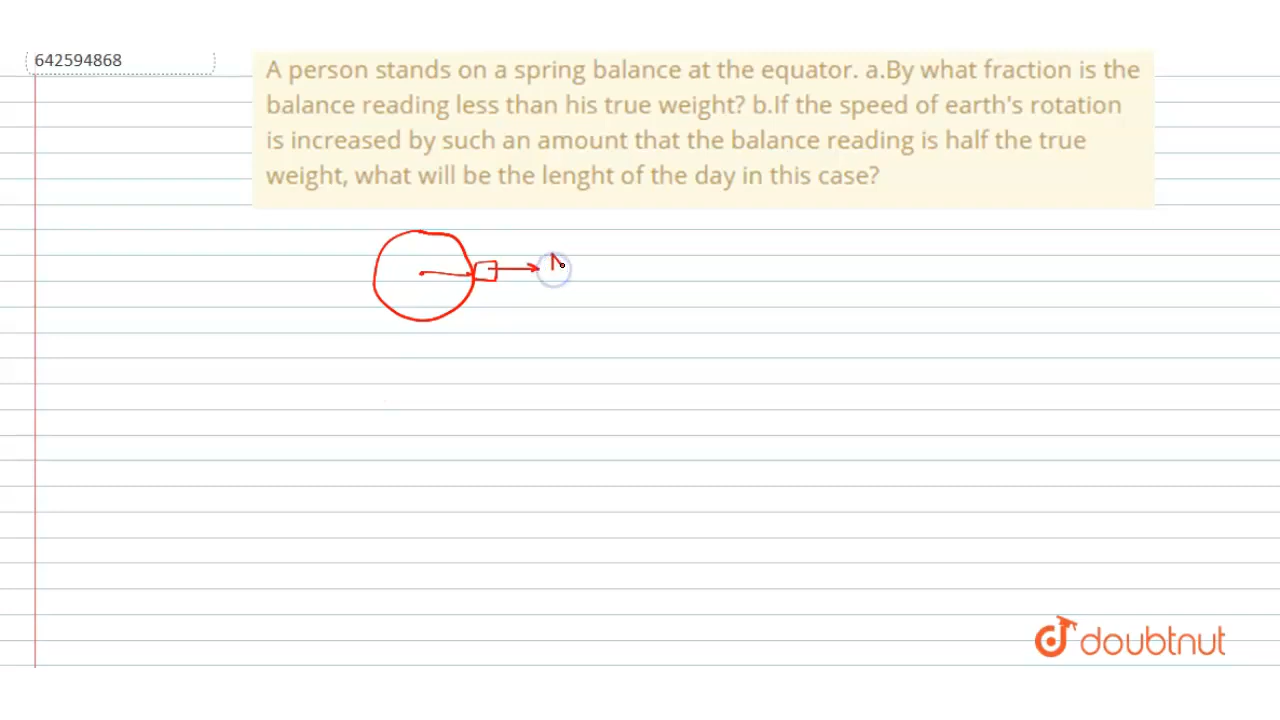 642594868
A person stands on a spring balance at the equator. a.By what fraction is the
balance reading less than his true weight? b.If the speed of earth's rotation
is increased by such an amount that the balance reading is half the true
weight, what will be the lenght of the day in this case?
doubtnut